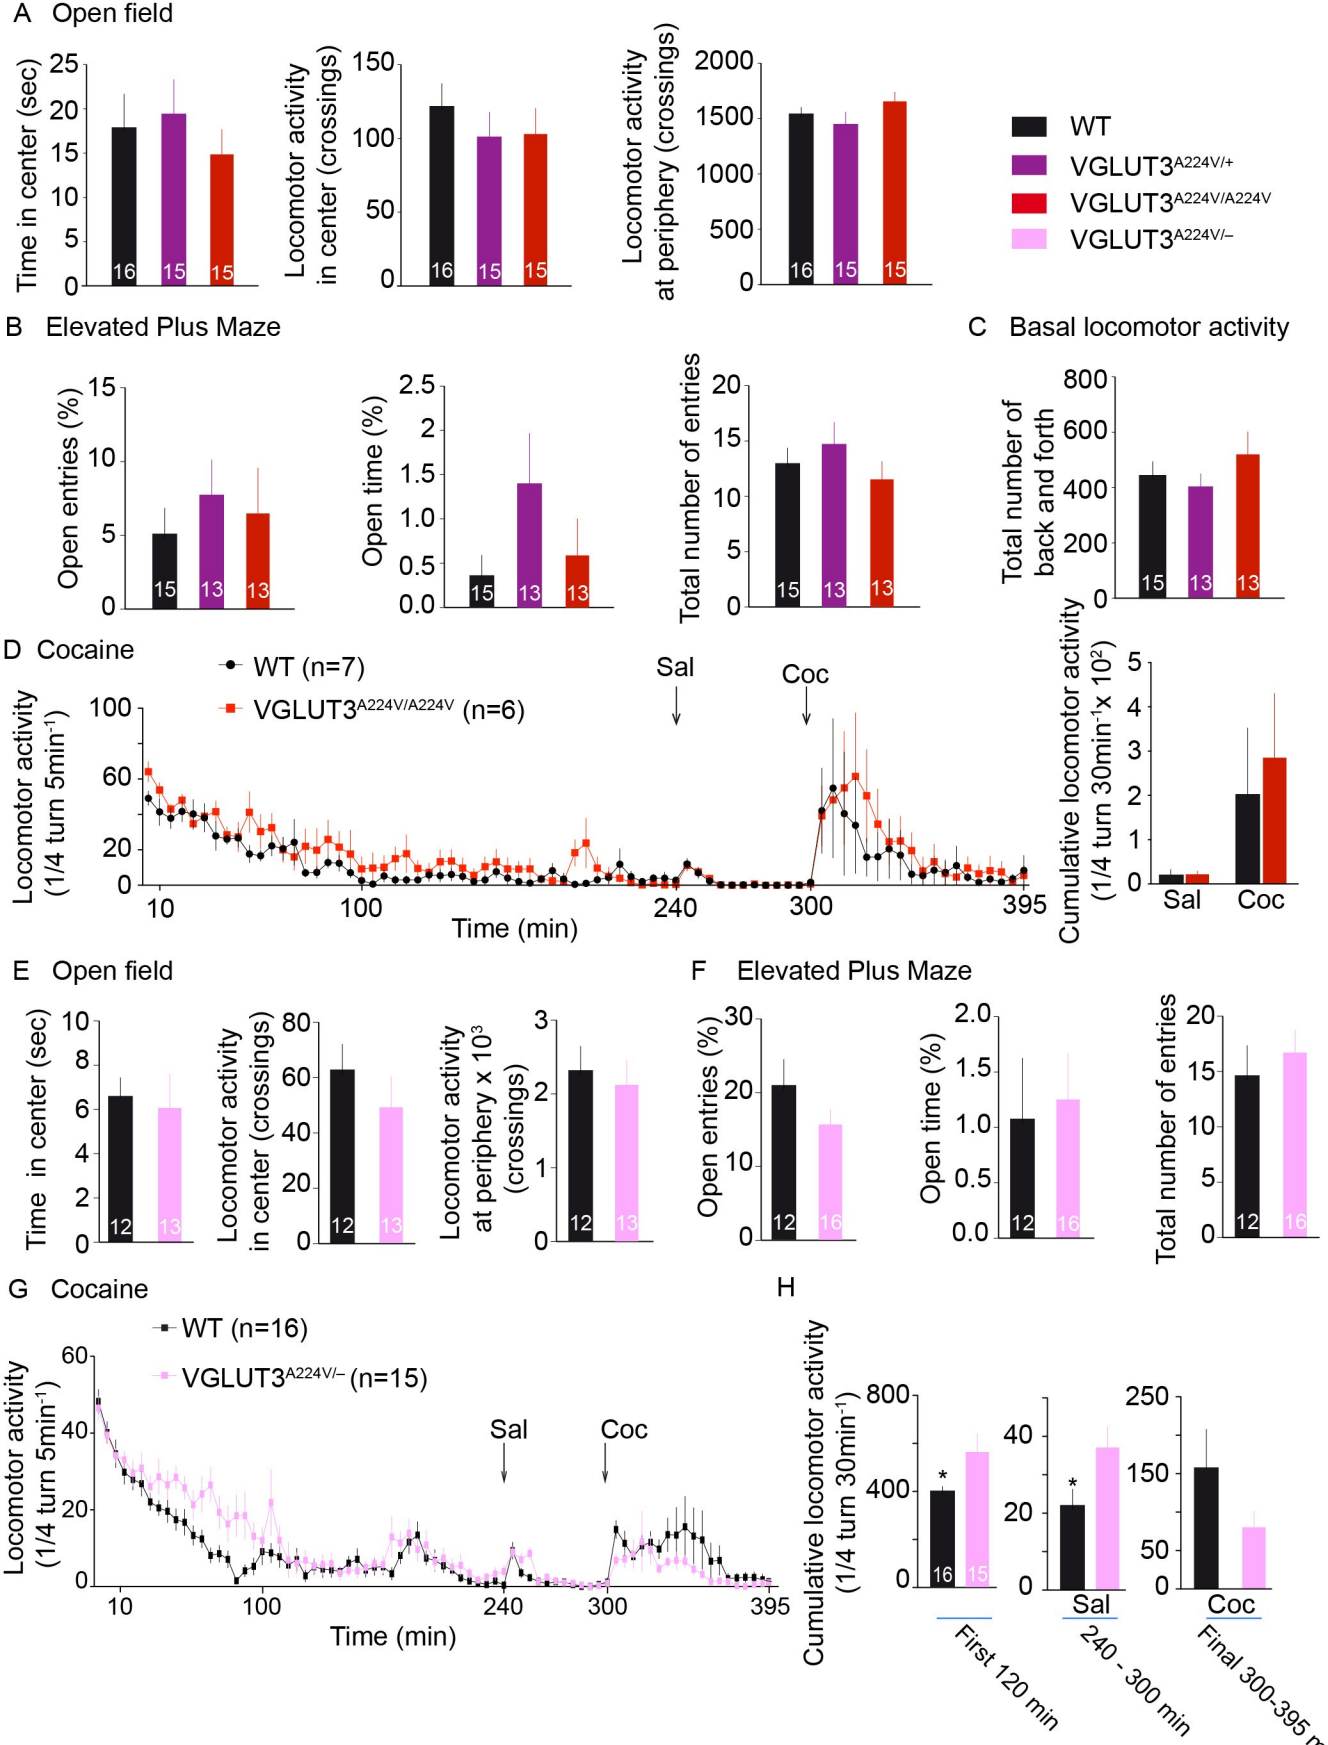 A Open field
Time in center (sec)
25
20
15
10
5
0
16
15
15
Locomotor activity
in center (crossings)
150
100
50
0
16
15
15
Locomotor activity
at periphery (crossings)
2000
1500
1000
500
0
16
15
15
WT
VGLUT3A224V/+
VGLUT3A224V/A224V
VGLUT3A224V/–
B Elevated Plus Maze
Open entries (%)
15
10
5
0
15
13
13
Open time (%)
2.5
2
1.5
1.0
0.5
0.0
15
13
13
Total number of entries
20
15
10
5
0
15
13
13
C Basal locomotor activity
Total number of
back and forth
800
600
400
200
0
15
13
13
D Cocaine
WT (n=7)
VGLUT3A224V/A224V (n=6)
Locomotor activity
(1/4 turn 5min-1)
100
60
20
0
Sal
Coc
10
100
240
300
395
Time (min)
Cumulative locomotor activity
(1/4 turn 30min-1x 102)
5
4
3
2
1
0
Sal
Coc
E Open field
Time in center (sec)
10
8
6
4
2
0
12
13
Locomotor activity
in center (crossings)
80
60
40
20
0
12
13
Locomotor activity
at periphery x 103
(crossings)
3
2
1
0
12
13
F Elevated Plus Maze
Open entries (%)
30
20
10
0
12
16
Open time (%)
2.0
1.5
1.0
0.5
0.0
12
16
Total number of entries
20
15
10
5
0
12
16
G Cocaine
WT (n=16)
VGLUT3A224V/– (n=15)
Locomotor activity
(1/4 turn 5min-1)
60
40
20
0
Sal
Coc
10
100
240
300
395
Time (min)
H
Cumulative locomotor activity
(1/4 turn 30min-1)
800
400
0
*
16
15
First 120 min
40
20
0
*
Sal
240 - 300 min
250
150
50
0
Coc
Final 300-395 m